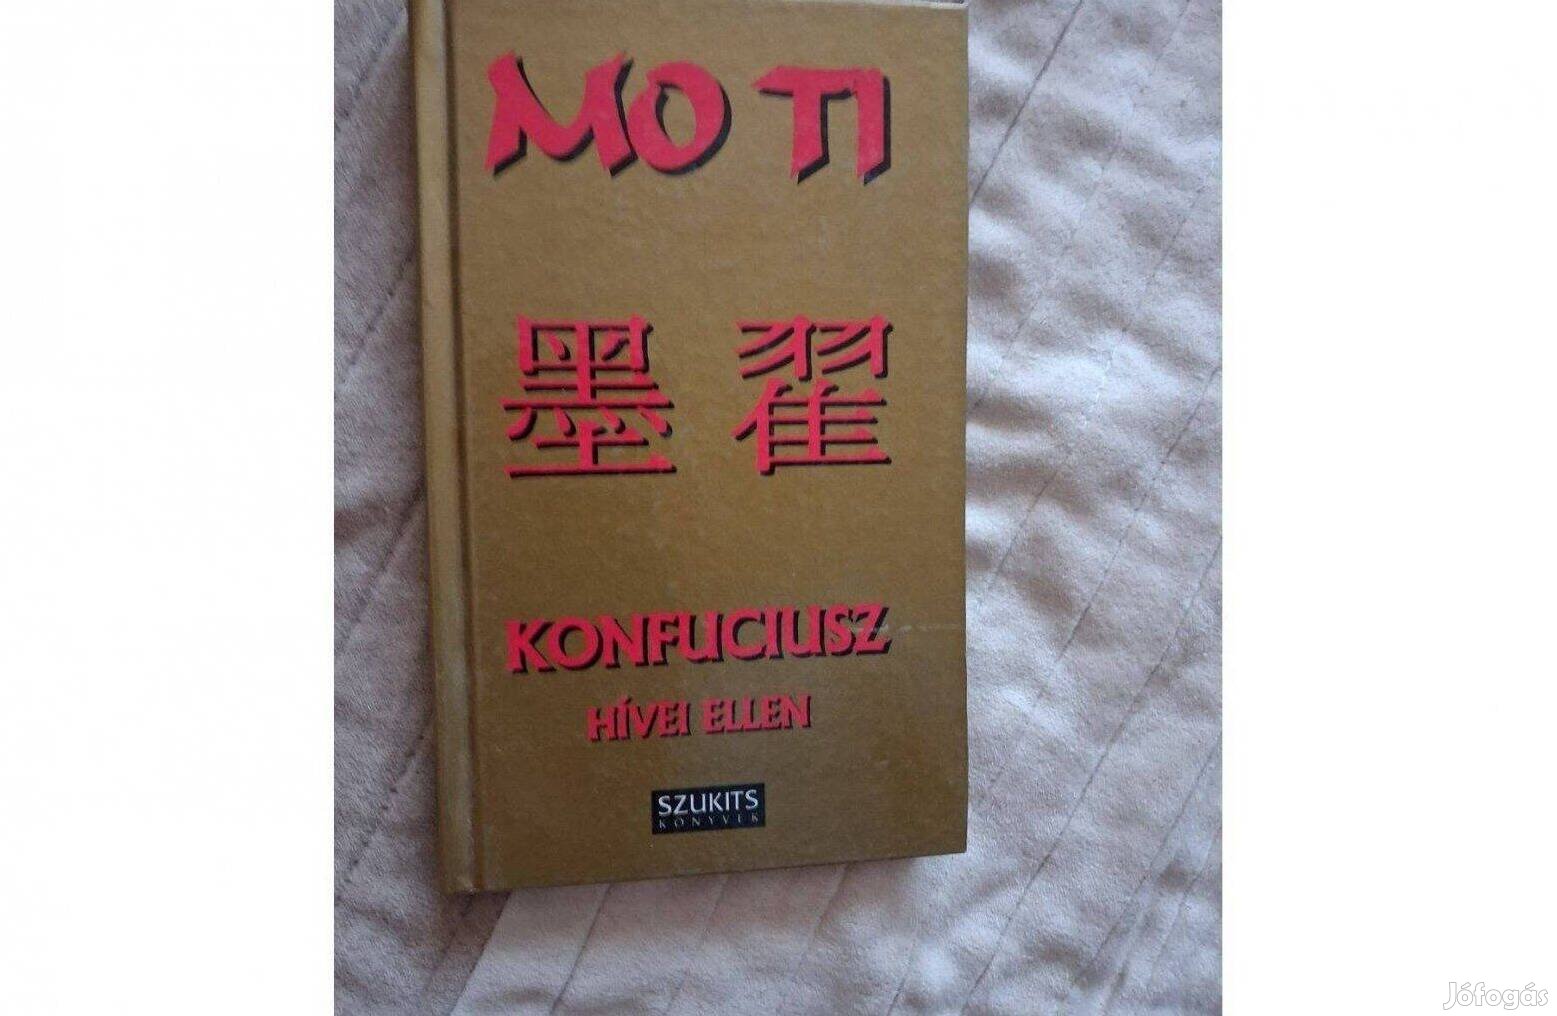 MO TI
墨 翟
KONFUCIUSZ
HÍVEI ELLEN
SZUKITS
KÖNYVEK
Jófogás